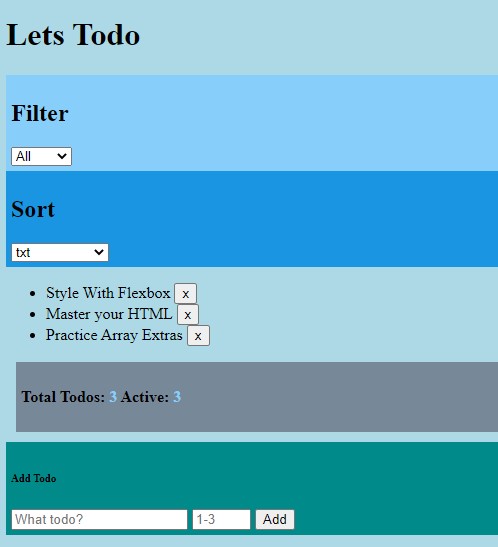 Lets Todo
Filter
All
Sort
txt
Style With Flexbox x
Master your HTML x
Practice Array Extras x
Total Todos: 3 Active: 3
Add Todo
What todo? 1-3 Add